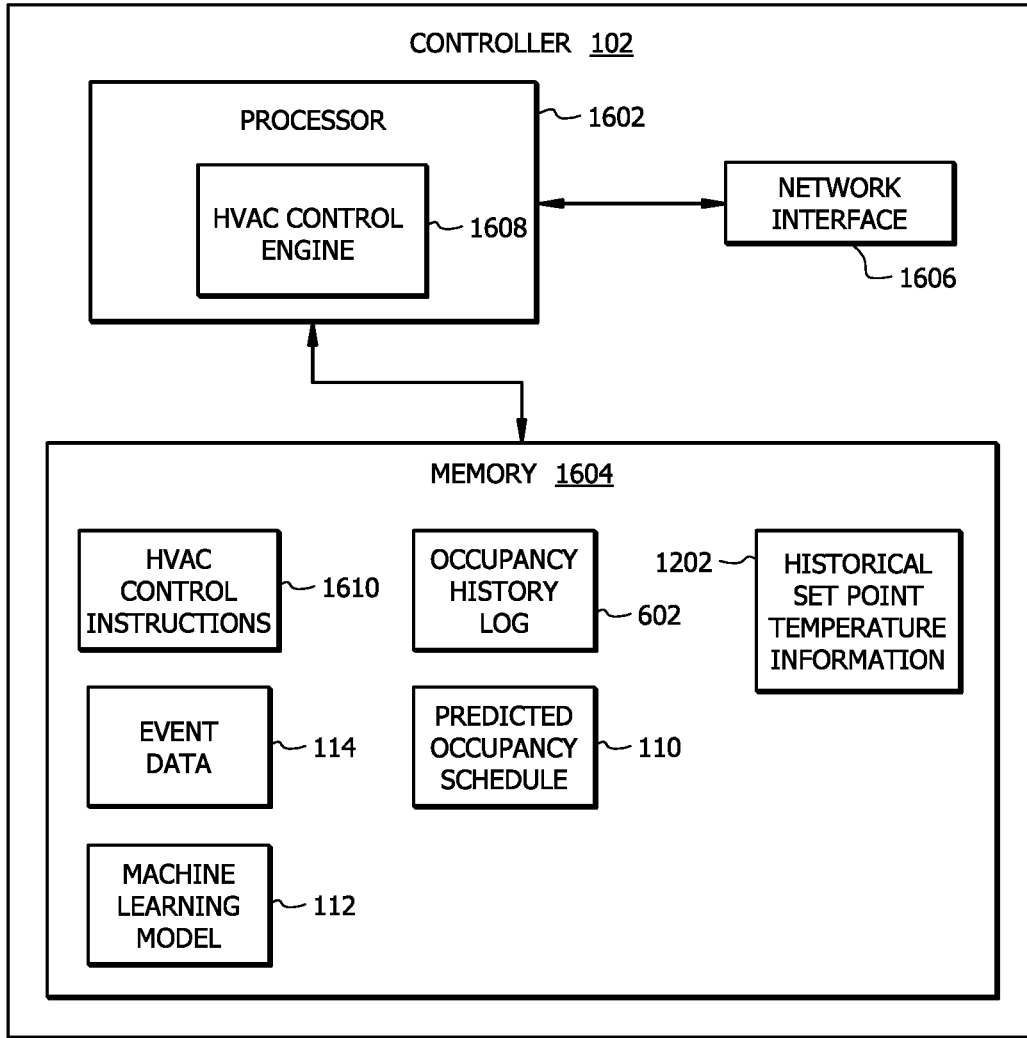 CONTROLLER 102
PROCESSOR
1602
HVAC CONTROL
ENGINE
1608
NETWORK
INTERFACE
1606
MEMORY 1604
HVAC
CONTROL
INSTRUCTIONS
1610
OCCUPANCY
HISTORY
LOG
602
1202
HISTORICAL
SET POINT
TEMPERATURE
INFORMATION
EVENT
DATA
114
PREDICTED
OCCUPANCY
SCHEDULE
110
MACHINE
LEARNING
MODEL
112